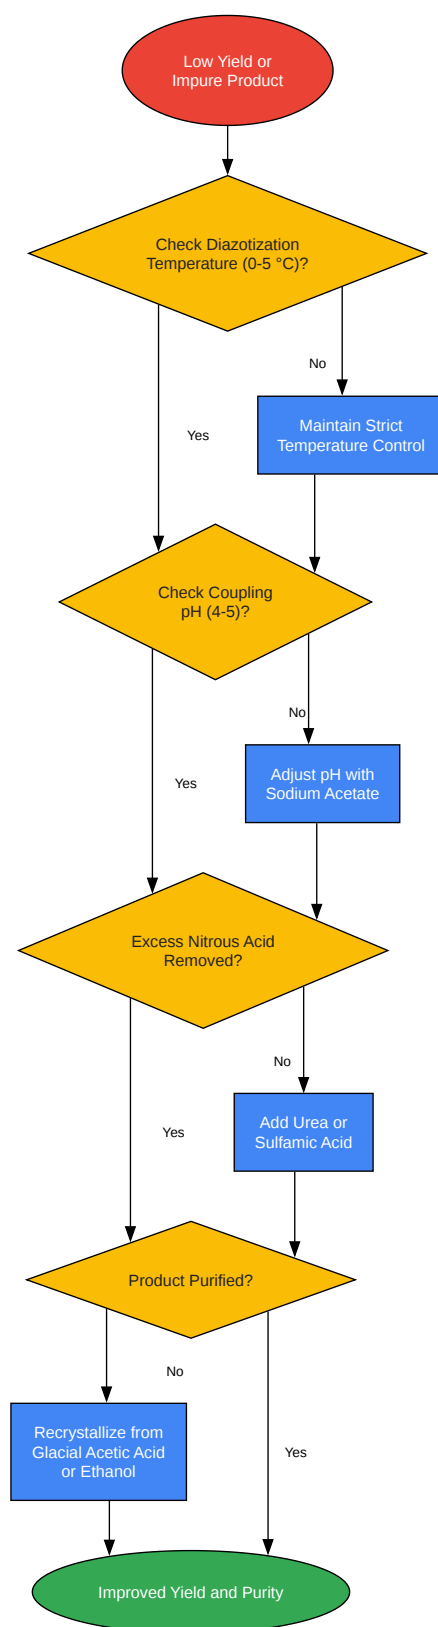 Low Yield or
Impure Product
Check Diazotization
Temperature (0-5 °C)?
No
Maintain Strict
Temperature Control
Yes
Check Coupling
pH (4-5)?
No
Adjust pH with
Sodium Acetate
Yes
Excess Nitrous Acid
Removed?
No
Add Urea or
Sulfamic Acid
Yes
Product Purified?
No
Recrystallize from
Glacial Acetic Acid
or Ethanol
Yes
Improved Yield and Purity